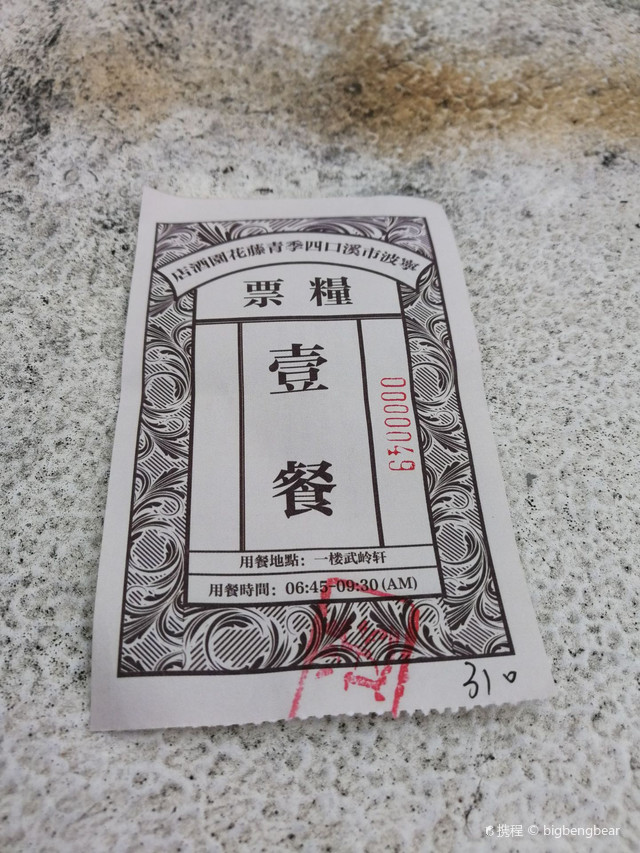 寧波市溪口四季青藤花園酒店
糧票
壹餐
0000049
用餐地點：一楼武岭轩
用餐時間：06:45-09:30(AM)
310
携程 © bigbengbear